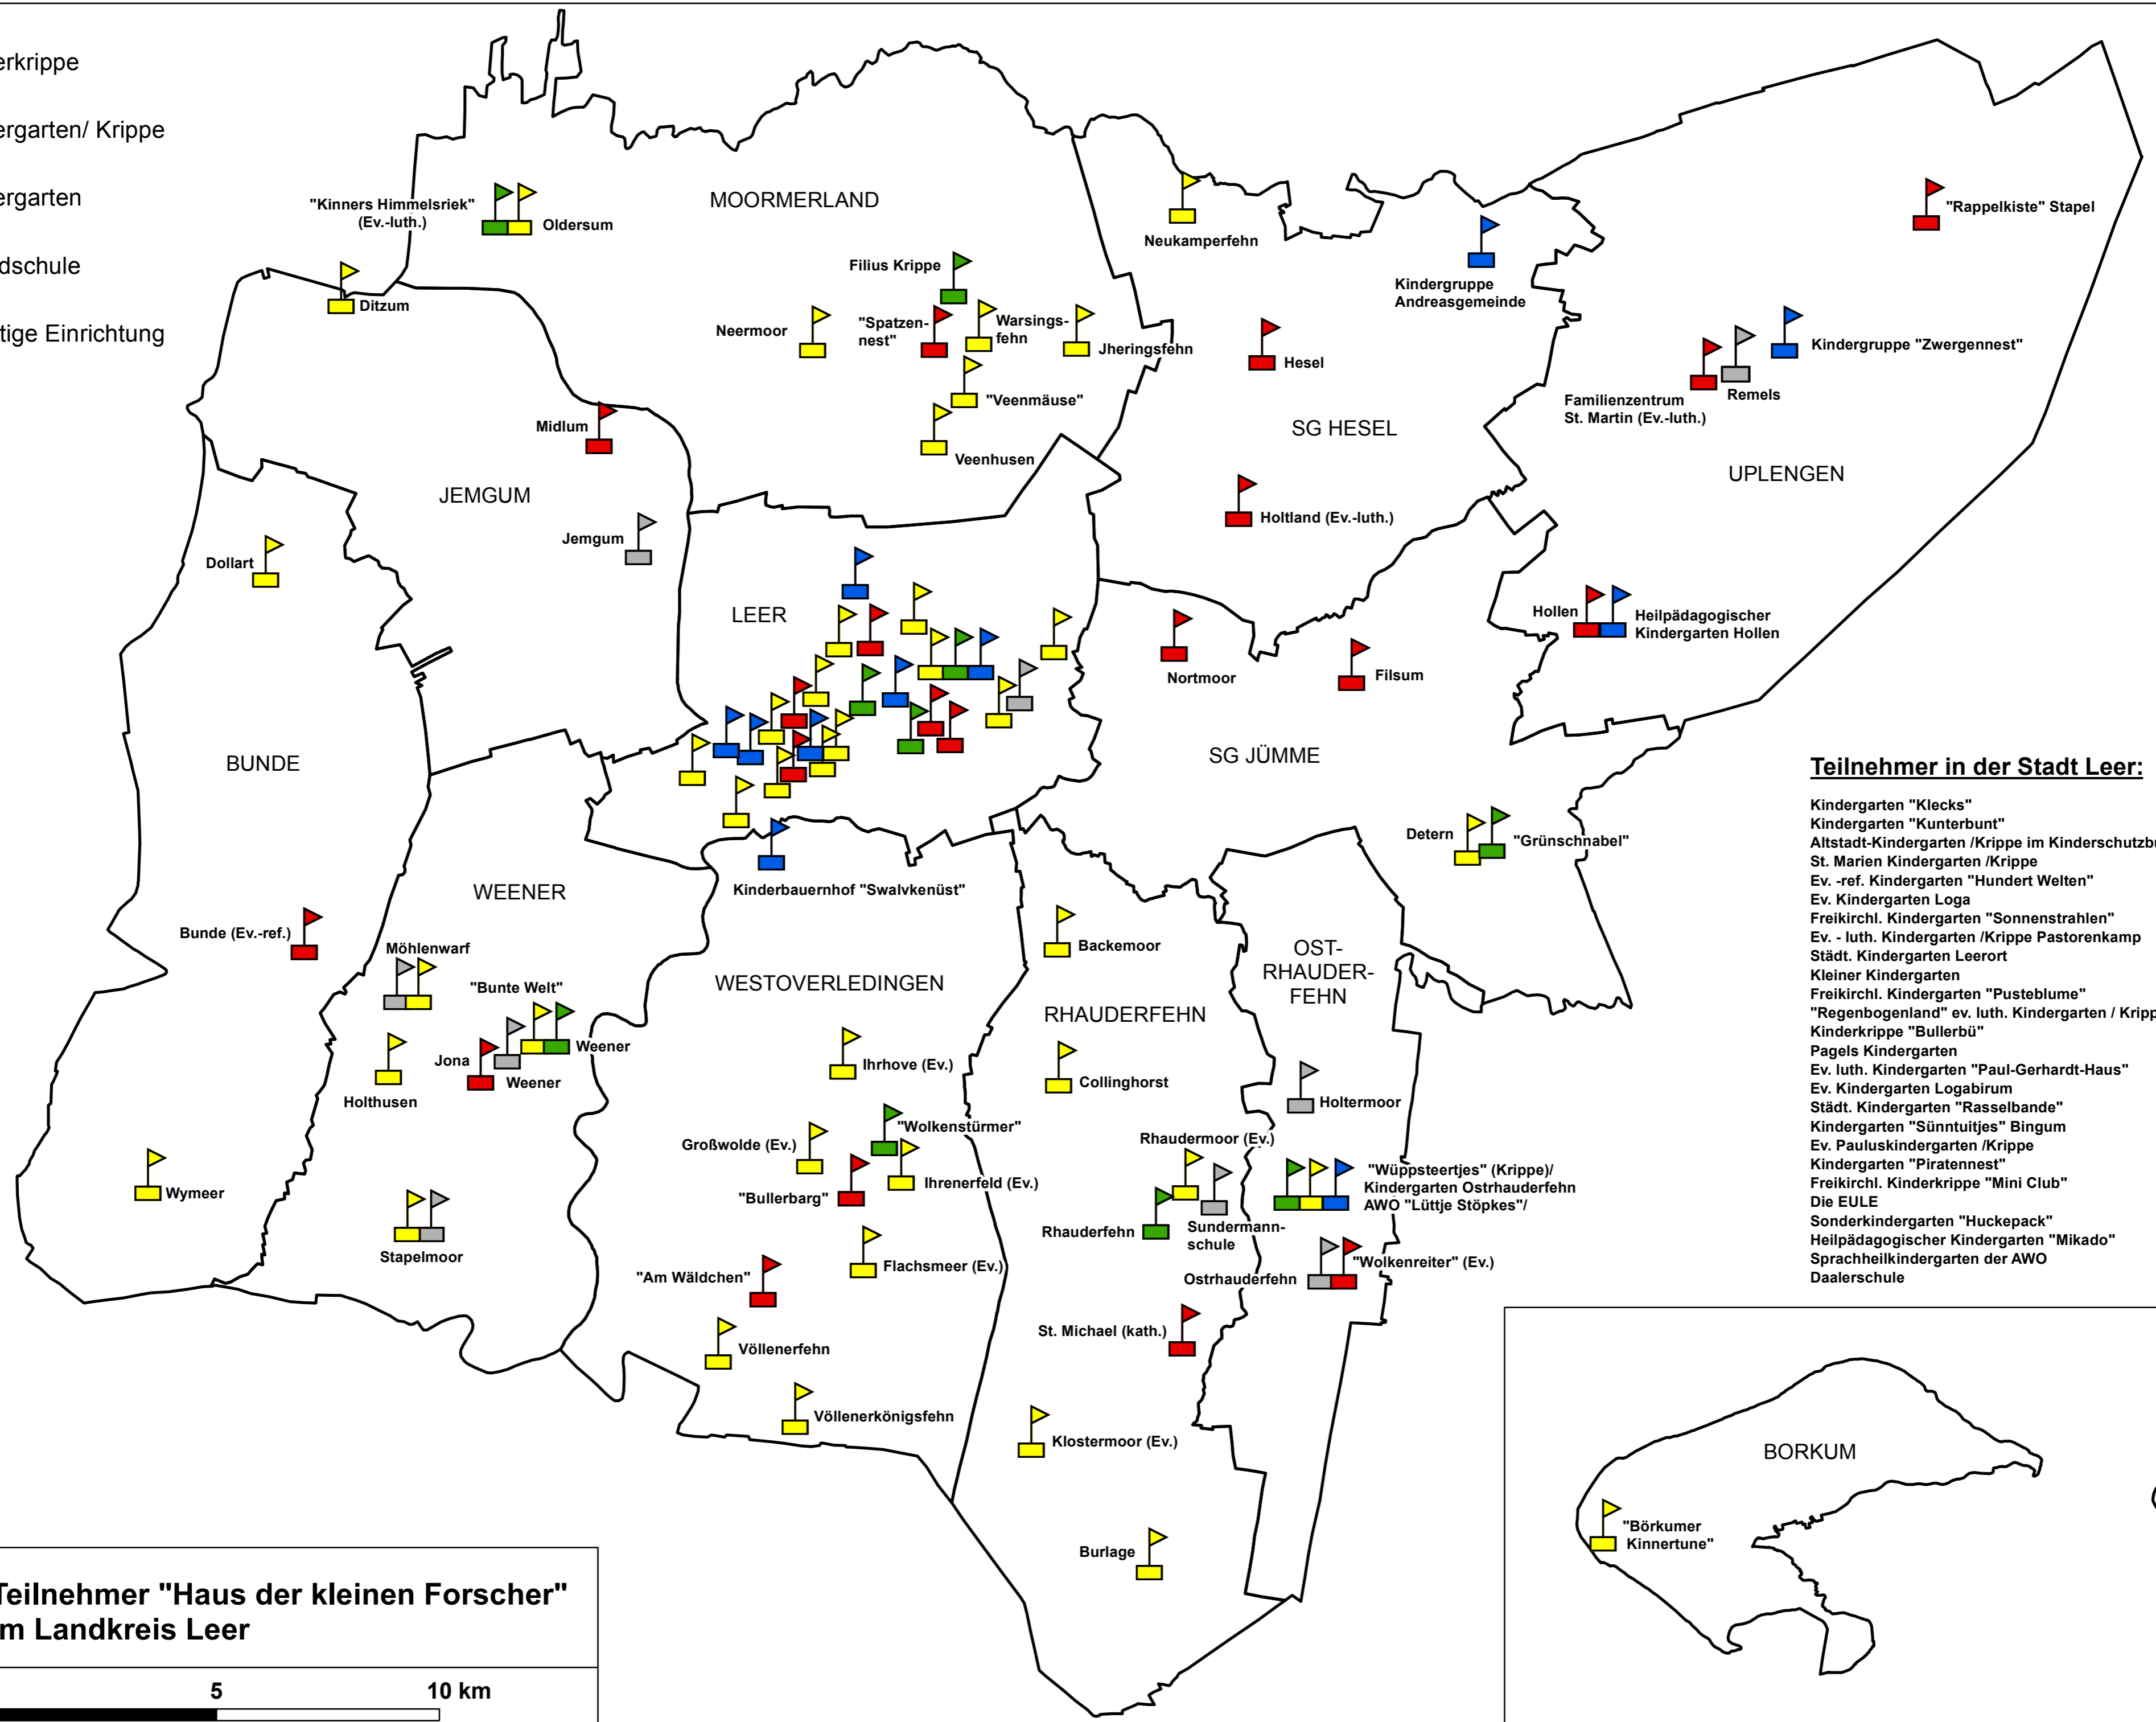 erkrippe
ergarten/ Krippe
ergarten
dschule
tige Einrichtung
MOORMERLAND
"Kinners Himmelsriek"
(Ev.-luth.)
Oldersum
Ditzum
Filius Krippe
Neermoor
"Spatzen-
nest"
Warsings-
fehn
Jheringsfehn
"Veenmäuse"
Veenhusen
Neukamperfehn
Kindergruppe
Andreasgemeinde
Hesel
SG HESEL
Holtland (Ev.-luth.)
"Rappelkiste" Stapel
Kindergruppe "Zwergennest"
Familienzentrum
St. Martin (Ev.-luth.)
Remels
UPLENGEN
Hollen
Heilpädagogischer
Kindergarten Hollen
Midlum
JEMGUM
Jemgum
Dollart
LEER
Nortmoor
Filsum
SG JÜMME
Detern
"Grünschnabel"
BUNDE
Bunde (Ev.-ref.)
Wymeer
WEENER
Möhlenwarf
"Bunte Welt"
Weener
Jona
Weener
Holthusen
Stapelmoor
Kinderbauernhof "Swalvkenüst"
WESTOVERLEDINGEN
Ihrhove (Ev.)
"Wolkenstürmer"
Großwolde (Ev.)
Ihrenerfeld (Ev.)
"Bullerbarg"
Flachsmeer (Ev.)
"Am Wäldchen"
Völlenerfehn
Völlenerkönigsfehn
Backemoor
RHAUDERFEHN
Collinghorst
Rhaudermoor (Ev.)
Rhauderfehn
Sundermann-
schule
St. Michael (kath.)
Klostermoor (Ev.)
Burlage
OST-
RHAUDER-
FEHN
Holtermoor
"Wüppsteertjes" (Krippe)/
Kindergarten Ostrhauderfehn
AWO "Lüttje Stöpkes"/
"Wolkenreiter" (Ev.)
Ostrhauderfehn
Teilnehmer in der Stadt Leer:
Kindergarten "Klecks"
Kindergarten "Kunterbunt"
Altstadt-Kindergarten /Krippe im Kinderschutzbu
St. Marien Kindergarten /Krippe
Ev. -ref. Kindergarten "Hundert Welten"
Ev. Kindergarten Loga
Freikirchl. Kindergarten "Sonnenstrahlen"
Ev. - luth. Kindergarten /Krippe Pastorenkamp
Städt. Kindergarten Leerort
Kleiner Kindergarten
Freikirchl. Kindergarten "Pusteblume"
"Regenbogenland" ev. luth. Kindergarten / Kripp
Kinderkrippe "Bullerbü"
Pagels Kindergarten
Ev. luth. Kindergarten "Paul-Gerhardt-Haus"
Ev. Kindergarten Logabirum
Städt. Kindergarten "Rasselbande"
Kindergarten "Sünntuitjes" Bingum
Ev. Pauluskindergarten /Krippe
Kindergarten "Piratennest"
Freikirchl. Kinderkrippe "Mini Club"
Die EULE
Sonderkindergarten "Huckepack"
Heilpädagogischer Kindergarten "Mikado"
Sprachheilkindergarten der AWO
Daalerschule
BORKUM
"Börkumer
Kinnertune"
Teilnehmer "Haus der kleinen Forscher"
m Landkreis Leer
5 10 km